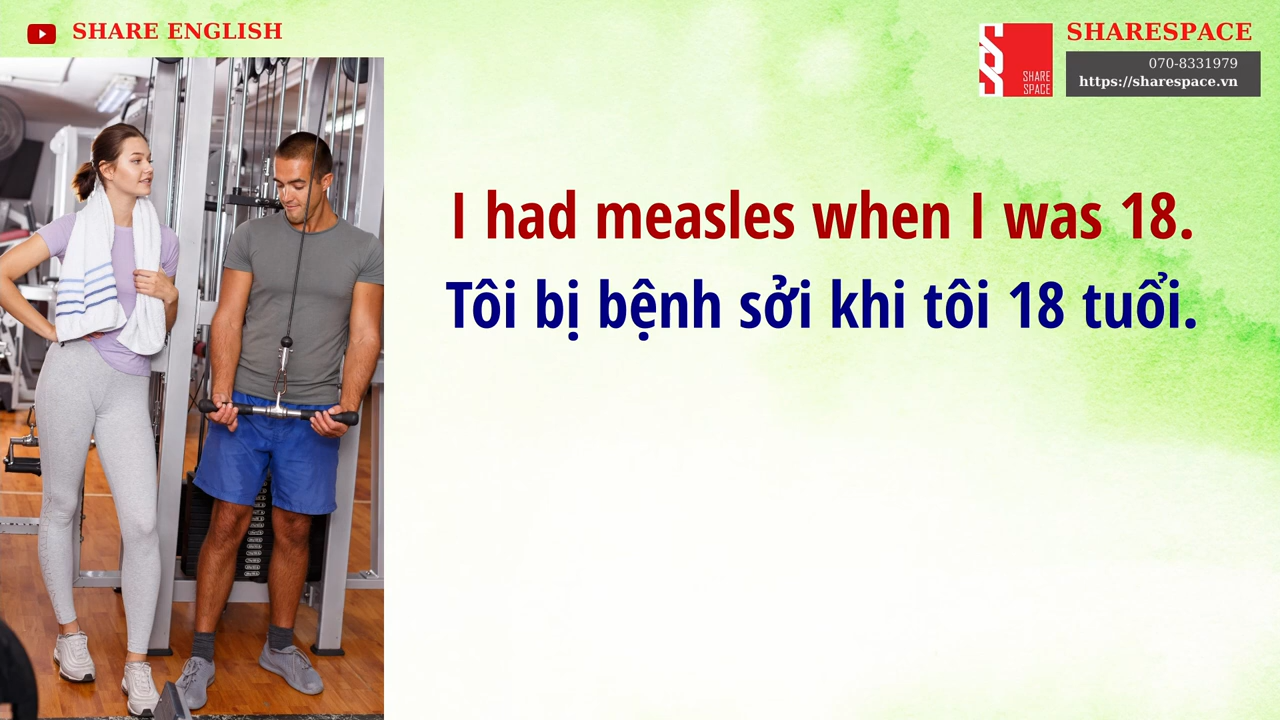 SHARE ENGLISH
SHARESPACE
070-8331979
https://sharespace.vn
SHARE
SPACE
I had measles when I was 18.
Tôi bị bệnh sởi khi tôi 18 tuổi.